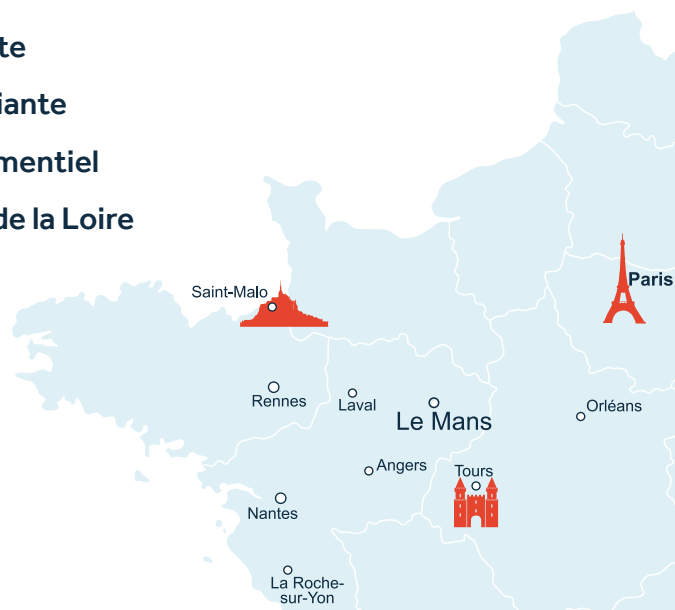 te
iante
mentiel
de la Loire
Saint-Malo
Paris
Rennes
Laval
Le Mans
Orléans
Angers
Tours
Nantes
La Roche-
sur-Yon